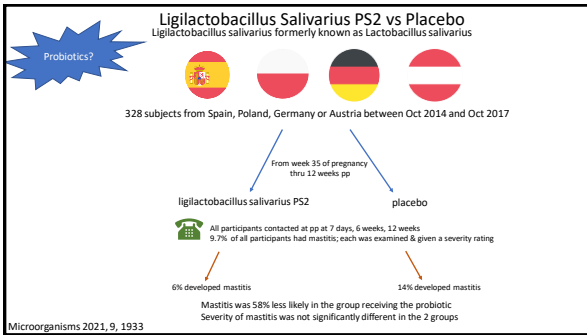 Ligilactobacillus Salivarius PS2 vs Placebo
Ligilactobacillus salivarius formerly known as Lactobacillus salivarius
Probiotics?
328 subjects from Spain, Poland, Germany or Austria between Oct 2014 and Oct 2017
From week 35 of pregnancy
thru 12 weeks pp
ligilactobacillus salivarius PS2
placebo
All participants contacted at pp at 7 days, 6 weeks, 12 weeks
9.7% of all participants had mastitis; each was examined & given a severity rating
6% developed mastitis
14% developed mastitis
Mastitis was 58% less likely in the group receiving the probiotic
Severity of mastitis was not significantly different in the 2 groups
Microorganisms 2021, 9, 1933